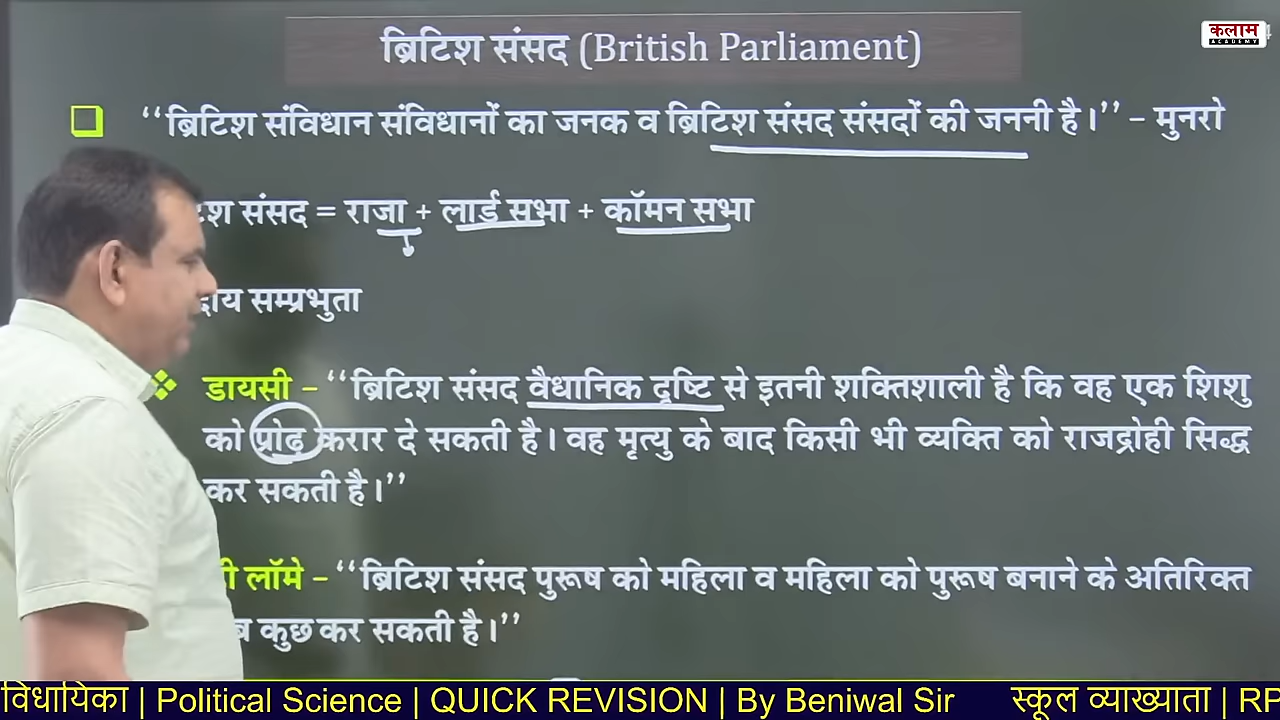 ब्रिटिश संसद (British Parliament)
कलाम
ACADEMY
‘‘ब्रिटिश संविधान संविधानों का जनक व ब्रिटिश संसद संसदों की जननी है।’’ – मुनरो
संसद = राजा + लार्ड सभा + कॉमन सभा
सम्प्रभुता
डायसी – ‘‘ब्रिटिश संसद वैधानिक दृष्टि से इतनी शक्तिशाली है कि वह एक शिशु
को प्रोढ़ करार दे सकती है। वह मृत्यु के बाद किसी भी व्यक्ति को राजद्रोही सिद्ध
कर सकती है।’’
लॉमे – ‘‘ब्रिटिश संसद पुरूष को महिला व महिला को पुरूष बनाने के अतिरिक्त
कुछ कर सकती है।’’
विधायिका | Political Science | QUICK REVISION | By Beniwal Sir स्कूल व्याख्याता | RP